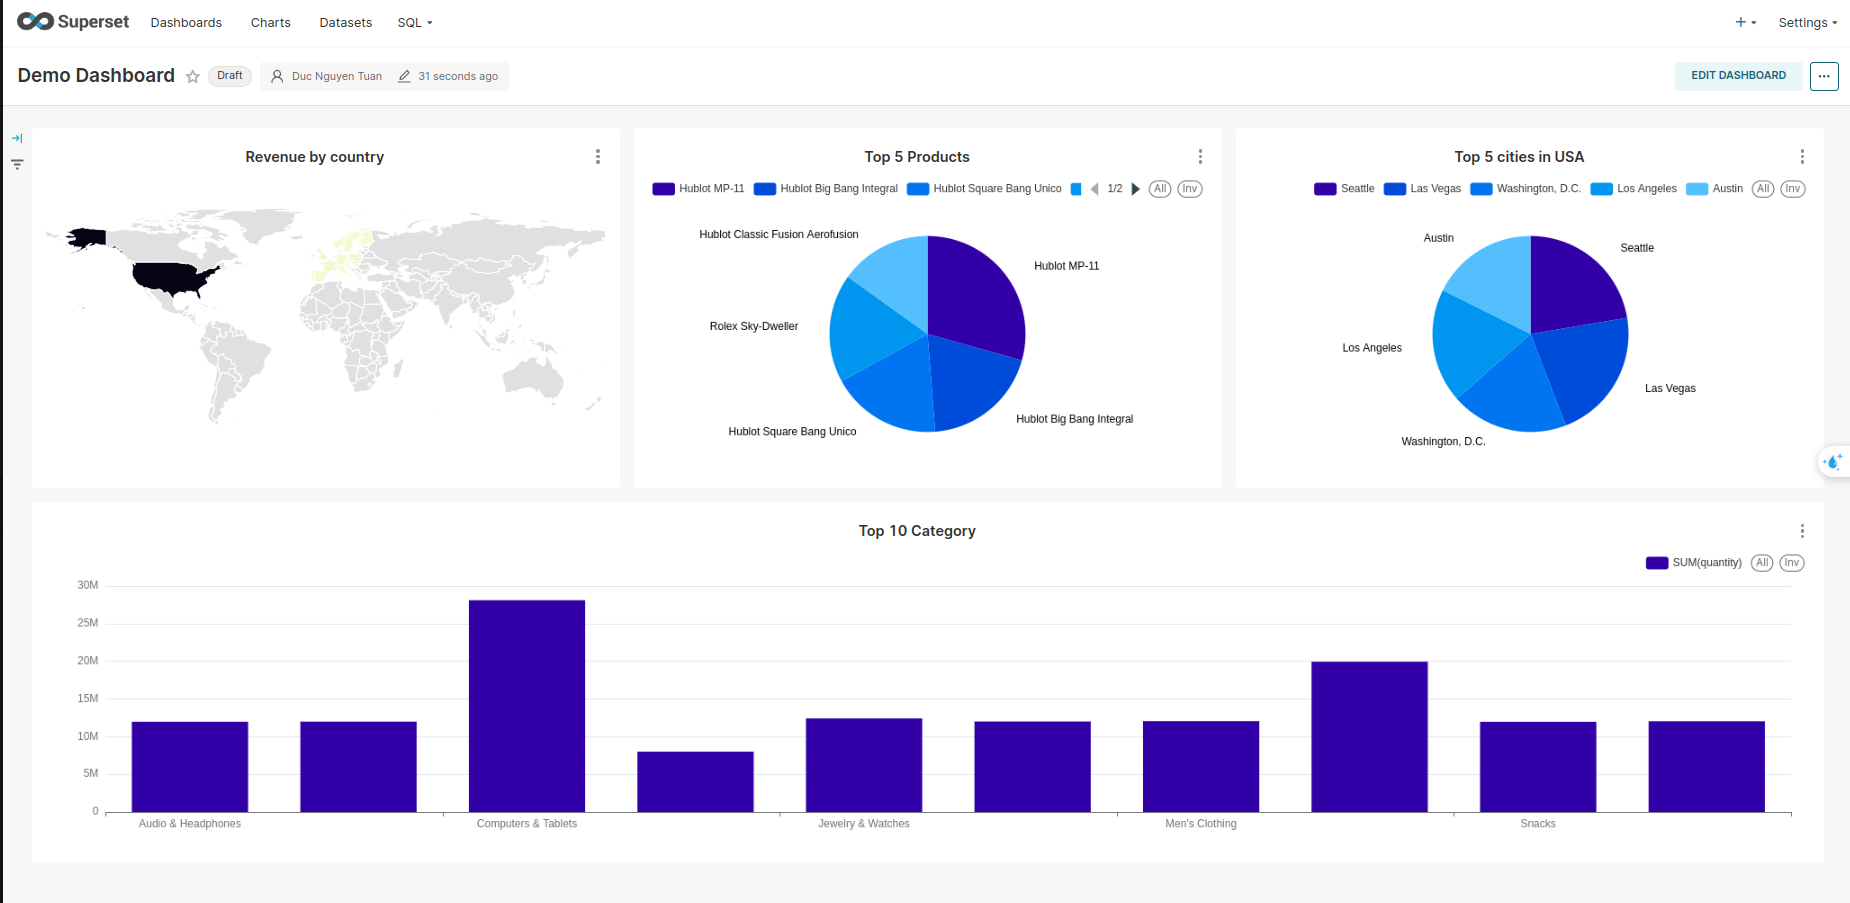 Superset Dashboards Charts Datasets SQL + Settings
Demo Dashboard Draft Duc Nguyen Tuan 31 seconds ago EDIT DASHBOARD ...
Revenue by country
Top 5 Products
Hublot MP-11 Hublot Big Bang Integral Hublot Square Bang Unico 1/2 All Inv
Hublot Classic Fusion Aerofusion
Hublot MP-11
Rolex Sky-Dweller
Hublot Big Bang Integral
Hublot Square Bang Unico
Top 5 cities in USA
Seattle Las Vegas Washington, D.C. Los Angeles Austin All Inv
Austin
Seattle
Los Angeles
Las Vegas
Washington, D.C.
Top 10 Category
SUM(quantity) All Inv
30M
25M
20M
15M
10M
5M
0
Audio & Headphones Computers & Tablets Jewelry & Watches Men's Clothing Snacks